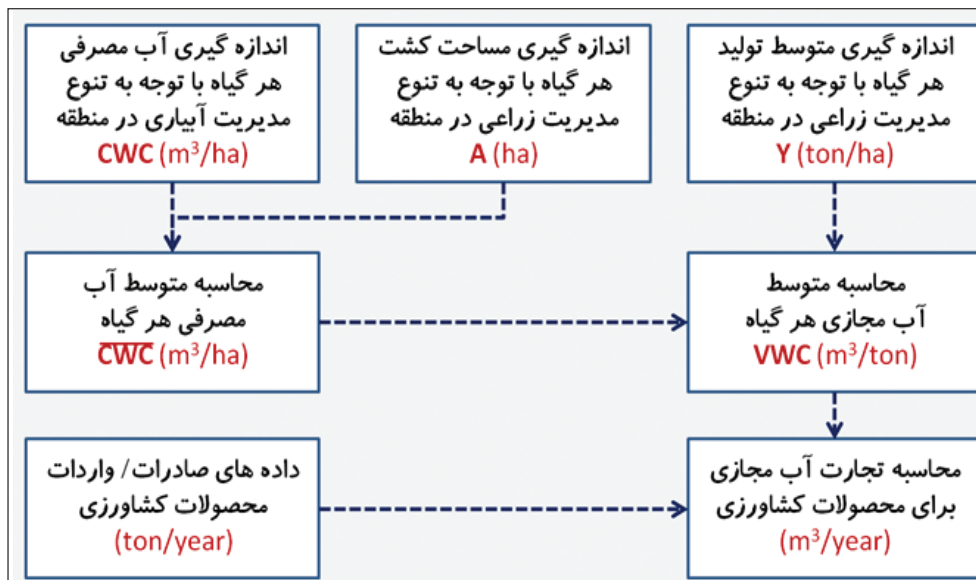 اندازه گیری متوسط تولید
هر گیاه با توجه به تنوع
مدیریت زراعی در منطقه
Y (ton/ha)
اندازه گیری مساحت کشت
هر گیاه با توجه به تنوع
مدیریت زراعی در منطقه
A (ha)
اندازه گیری آب مصرفی
هر گیاه با توجه به تنوع
مدیریت آبیاری در منطقه
CWC (m³/ha)
محاسبه متوسط
آب مجازی هر گیاه
VWC (m³/ton)
محاسبه متوسط آب
مصرفی هر گیاه
C̅W̅C̅ (m³/ha)
محاسبه تجارت آب مجازی
برای محصولات کشاورزی
(m³/year)
داده های صادرات/ واردات
محصولات کشاورزی
(ton/year)